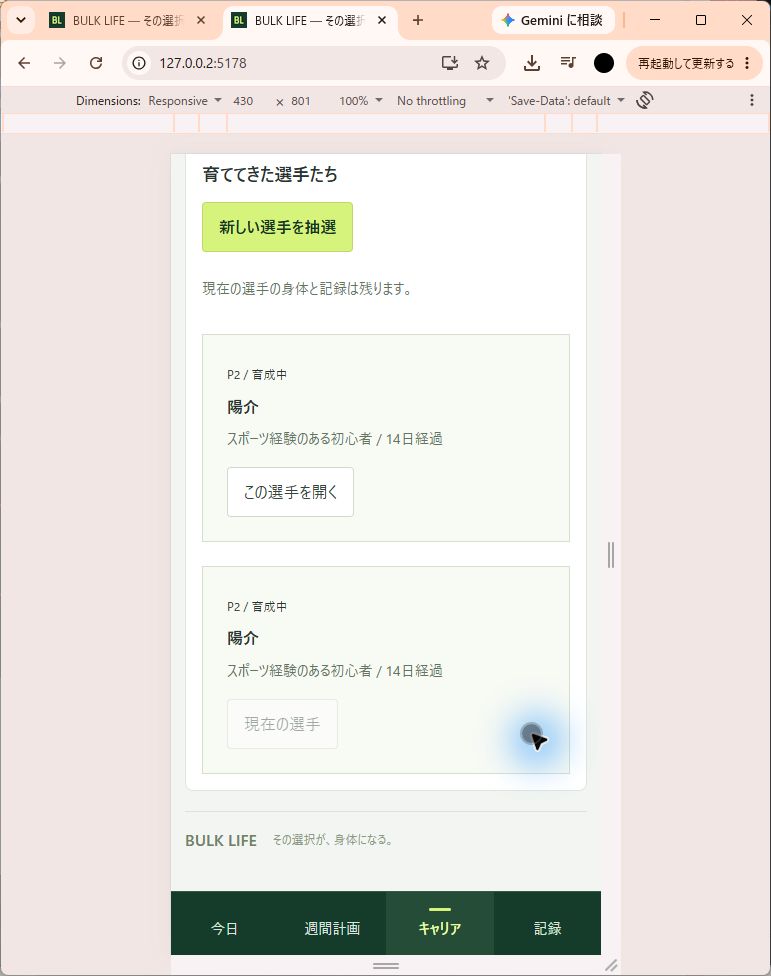 BL BULK LIFE — その選択
BL BULK LIFE — その選択
Gemini に相談
127.0.0.2:5178
再起動して更新する
Dimensions: Responsive 430 × 801 100% No throttling 'Save-Data': default
育ててきた選手たち
新しい選手を抽選
現在の選手の身体と記録は残ります。
P2 / 育成中
陽介
スポーツ経験のある初心者 / 14日経過
この選手を開く
P2 / 育成中
陽介
スポーツ経験のある初心者 / 14日経過
現在の選手
BULK LIFE その選択が、身体になる。
今日 週間計画 キャリア 記録